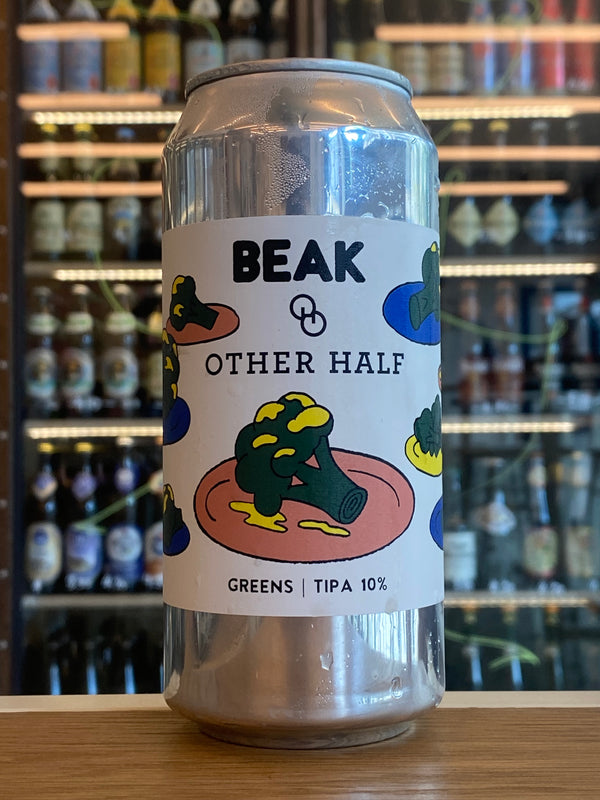 BEAK
OTHER HALF
GREENS | TIPA 10%